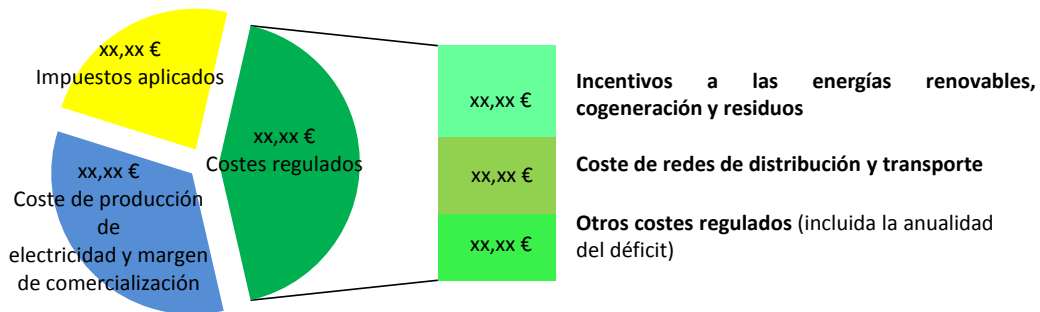 xx,xx €
Impuestos aplicados
xx,xx €
Costes regulados
xx,xx €
Coste de producción
de
electricidad y margen
de comercialización
xx,xx €
Incentivos a las energías renovables,
cogeneración y residuos
xx,xx €
Coste de redes de distribución y transporte
xx,xx €
Otros costes regulados (incluida la anualidad
del déficit)